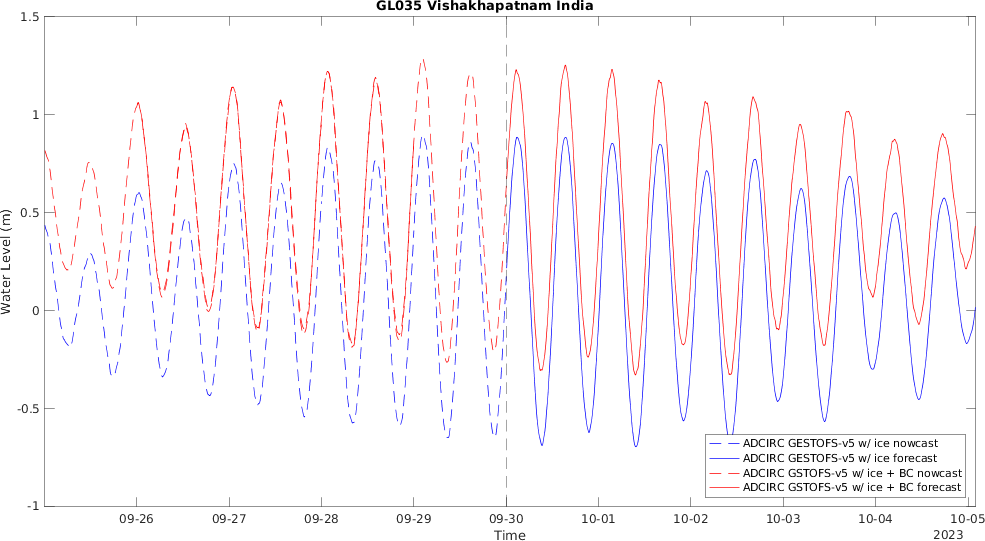 GL035 Vishakhapatnam India
1.5
1
0.5
0
-0.5
-1
Water Level (m)
ADCIRC GESTOFS-v5 w/ ice nowcast
ADCIRC GESTOFS-v5 w/ ice forecast
ADCIRC GSTOFS-v5 w/ ice + BC nowcast
ADCIRC GSTOFS-v5 w/ ice + BC forecast
09-26 09-27 09-28 09-29 09-30 10-01 10-02 10-03 10-04 10-05
Time
2023